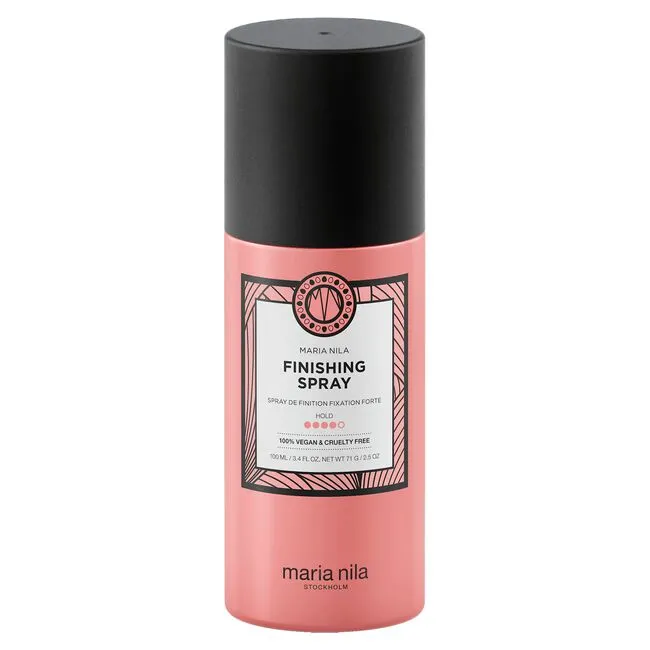 MN
MARIA NILA
FINISHING
SPRAY
SPRAY DE FINITION FIXATION FORTE
HOLD
100% VEGAN & CRUELTY FREE
100 ML / 3.4 FL.OZ. NET WT 71 G / 2.5 OZ
maria nila
STOCKHOLM